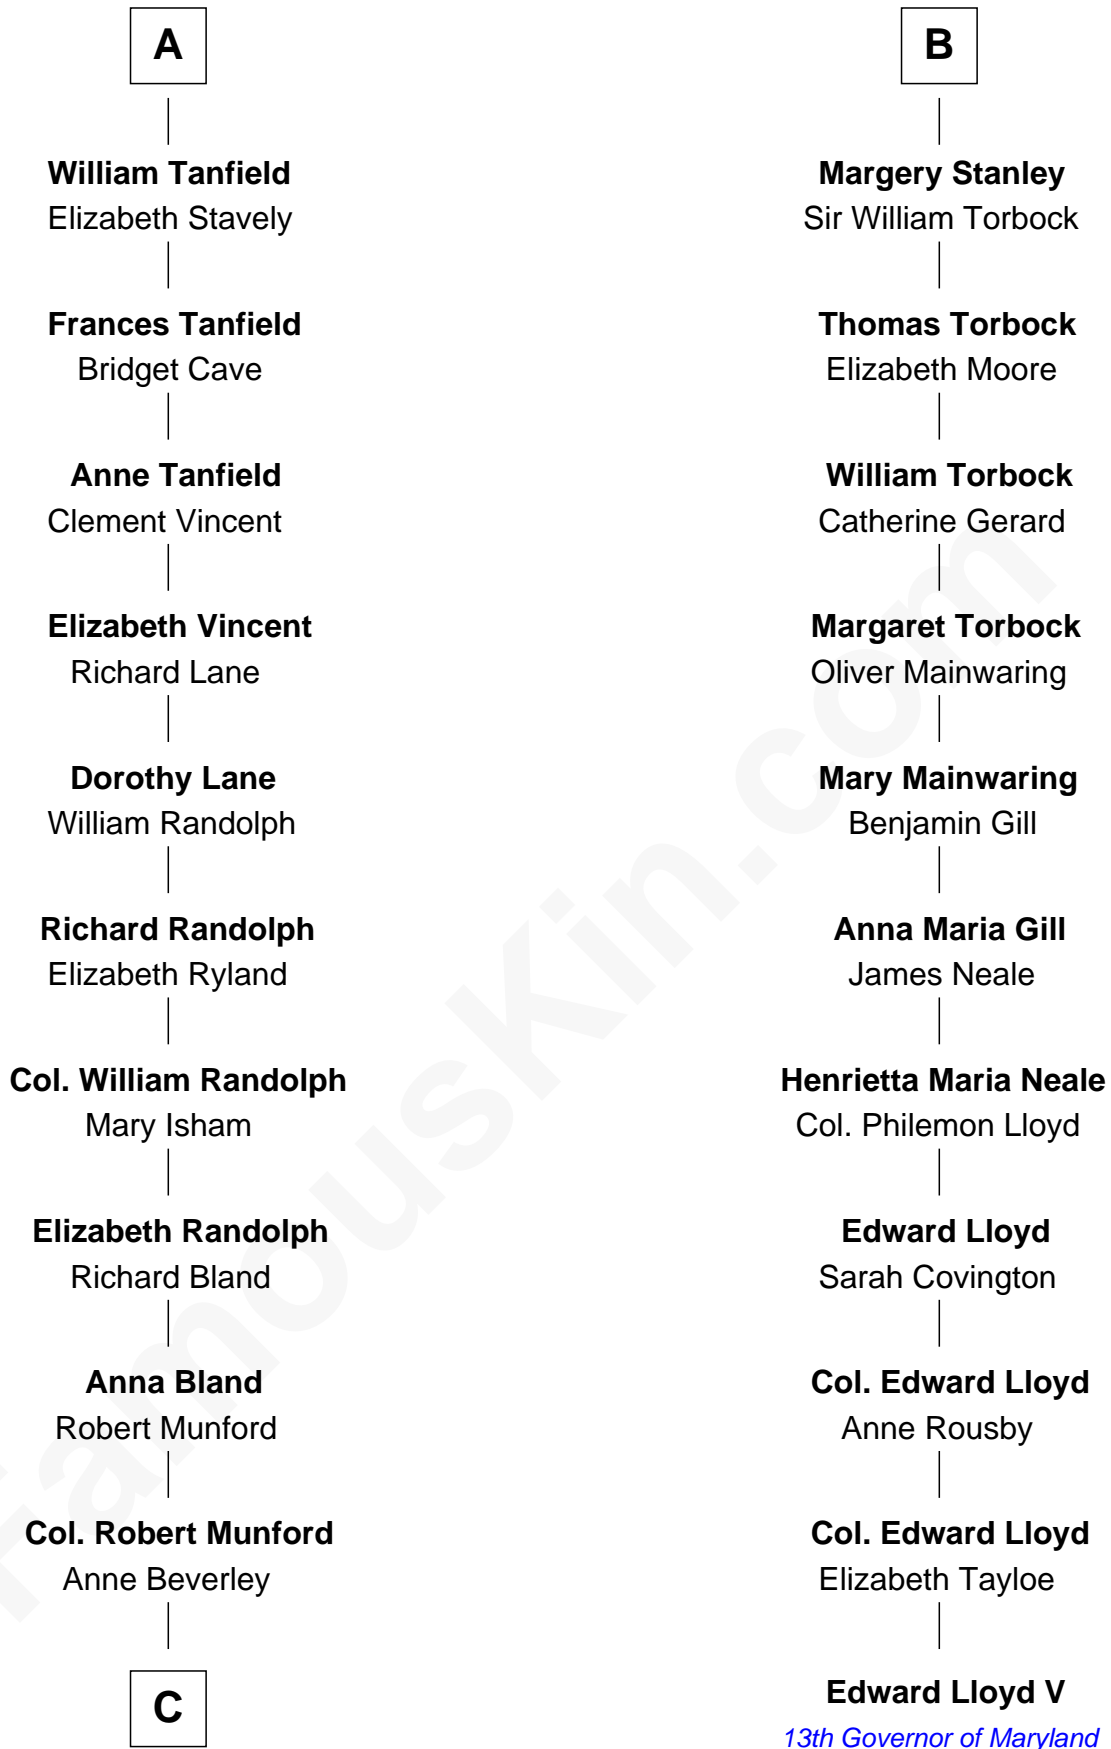 A
William Tanfield
Elizabeth Stavely
Frances Tanfield
Bridget Cave
Anne Tanfield
Clement Vincent
Elizabeth Vincent
Richard Lane
Dorothy Lane
William Randolph
Richard Randolph
Elizabeth Ryland
Col. William Randolph
Mary Isham
Elizabeth Randolph
Richard Bland
Anna Bland
Robert Munford
Col. Robert Munford
Anne Beverley
C
B
Margery Stanley
Sir William Torbock
Thomas Torbock
Elizabeth Moore
William Torbock
Catherine Gerard
Margaret Torbock
Oliver Mainwaring
Mary Mainwaring
Benjamin Gill
Anna Maria Gill
James Neale
Henrietta Maria Neale
Col. Philemon Lloyd
Edward Lloyd
Sarah Covington
Col. Edward Lloyd
Anne Rousby
Col. Edward Lloyd
Elizabeth Tayloe
Edward Lloyd V
13th Governor of Maryland
FamousKin.com